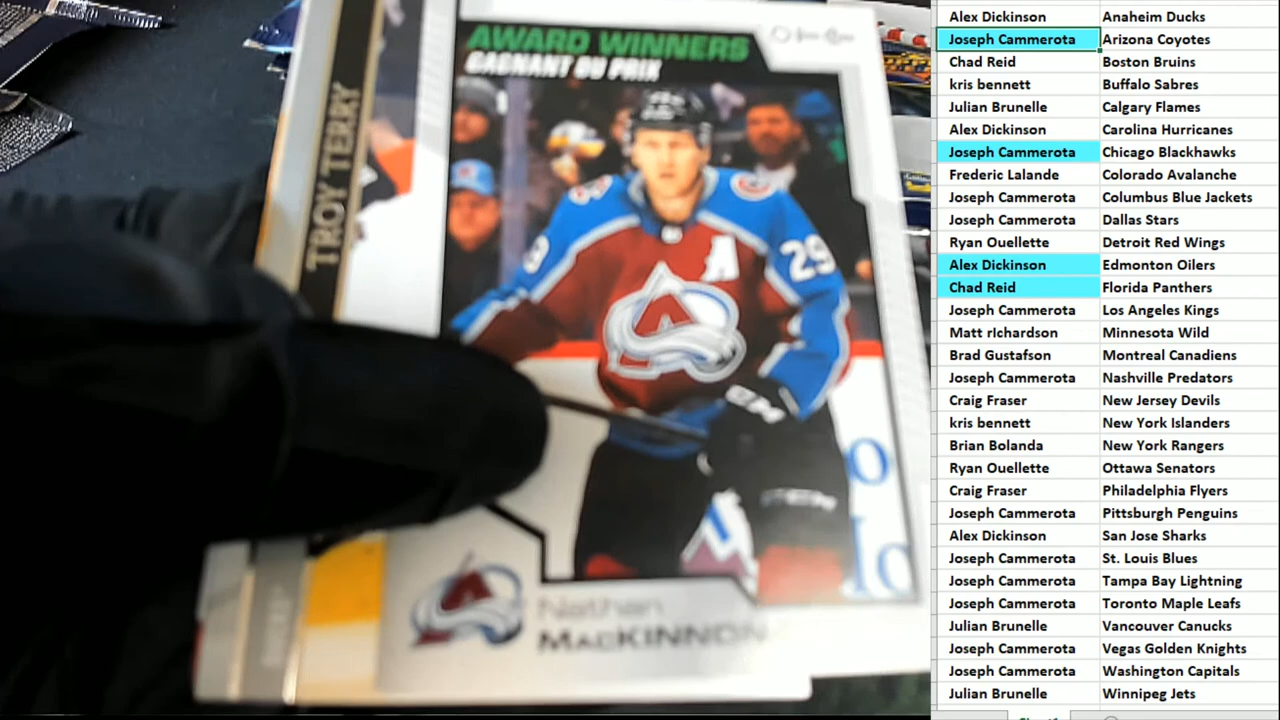 AWARD WINNERS
GAGNANT DU PRIX
TROY TERRY
A
29
9
CCM
Nathan
MACKINNON
Alex Dickinson Anaheim Ducks
Joseph Cammerota Arizona Coyotes
Chad Reid Boston Bruins
kris bennett Buffalo Sabres
Julian Brunelle Calgary Flames
Alex Dickinson Carolina Hurricanes
Joseph Cammerota Chicago Blackhawks
Frederic Lalande Colorado Avalanche
Joseph Cammerota Columbus Blue Jackets
Joseph Cammerota Dallas Stars
Ryan Ouellette Detroit Red Wings
Alex Dickinson Edmonton Oilers
Chad Reid Florida Panthers
Joseph Cammerota Los Angeles Kings
Matt rIchardson Minnesota Wild
Brad Gustafson Montreal Canadiens
Joseph Cammerota Nashville Predators
Craig Fraser New Jersey Devils
kris bennett New York Islanders
Brian Bolanda New York Rangers
Ryan Ouellette Ottawa Senators
Craig Fraser Philadelphia Flyers
Joseph Cammerota Pittsburgh Penguins
Alex Dickinson San Jose Sharks
Joseph Cammerota St. Louis Blues
Joseph Cammerota Tampa Bay Lightning
Joseph Cammerota Toronto Maple Leafs
Julian Brunelle Vancouver Canucks
Joseph Cammerota Vegas Golden Knights
Joseph Cammerota Washington Capitals
Julian Brunelle Winnipeg Jets